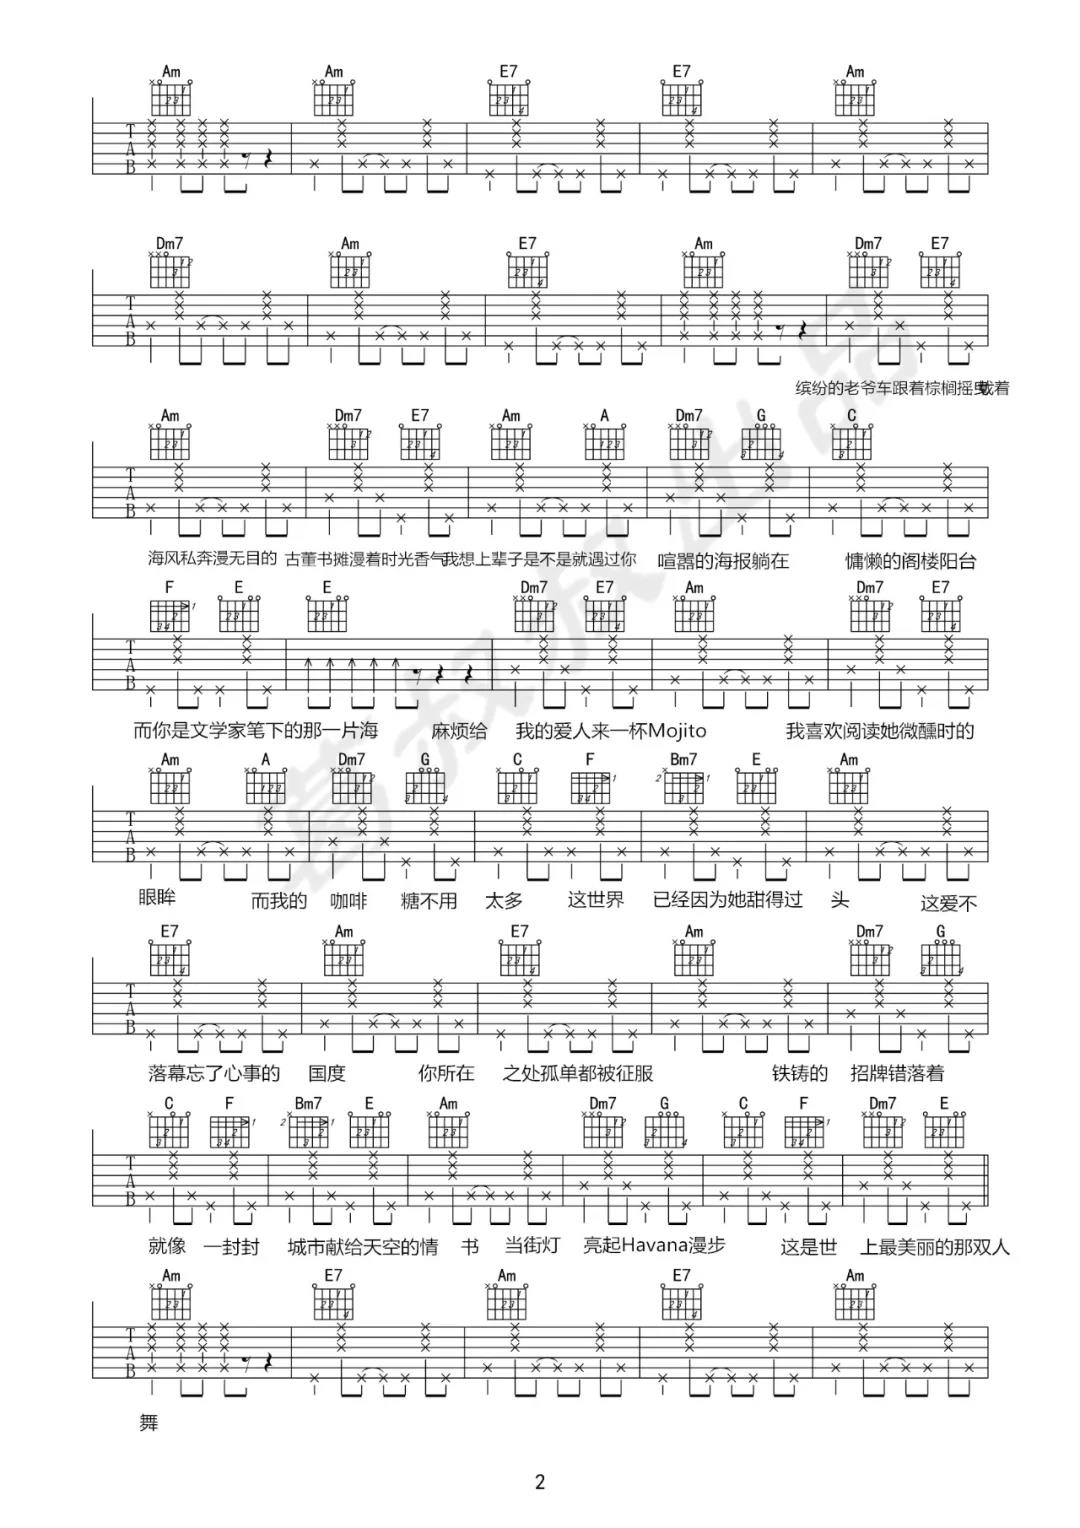 Am Am E7 E7 Am
Dm7 Am E7 Am Dm7 E7
缤纷的老爷车跟着棕榈摇曳载着
Am Dm7 E7 Am A Dm7 G C
海风私奔漫无目的 古董书摊漫着时光香气我想上辈子是不是就遇过你 喧嚣的海报躺在 慵懒的阁楼阳台
F E E Dm7 E7 Am Dm7 E7
而你是文学家笔下的那一片海 麻烦给 我的爱人来一杯Mojito 我喜欢阅读她微醺时的
Am A Dm7 G C F Bm7 E Am
眼眸 而我的 咖啡 糖不用 太多 这世界 已经因为她甜得过 头 这爱不
E7 Am E7 Am Dm7 G
落幕忘了心事的 国度 你所在 之处孤单都被征服 铁铸的 招牌错落着
C F Bm7 E Am Dm7 G C F Dm7 E
就像 一封封 城市献给天空的情 书 当街灯 亮起Havana漫步 这是世 上最美丽的那双人
Am E7 Am E7 Am
舞
2
葛叔叔出品